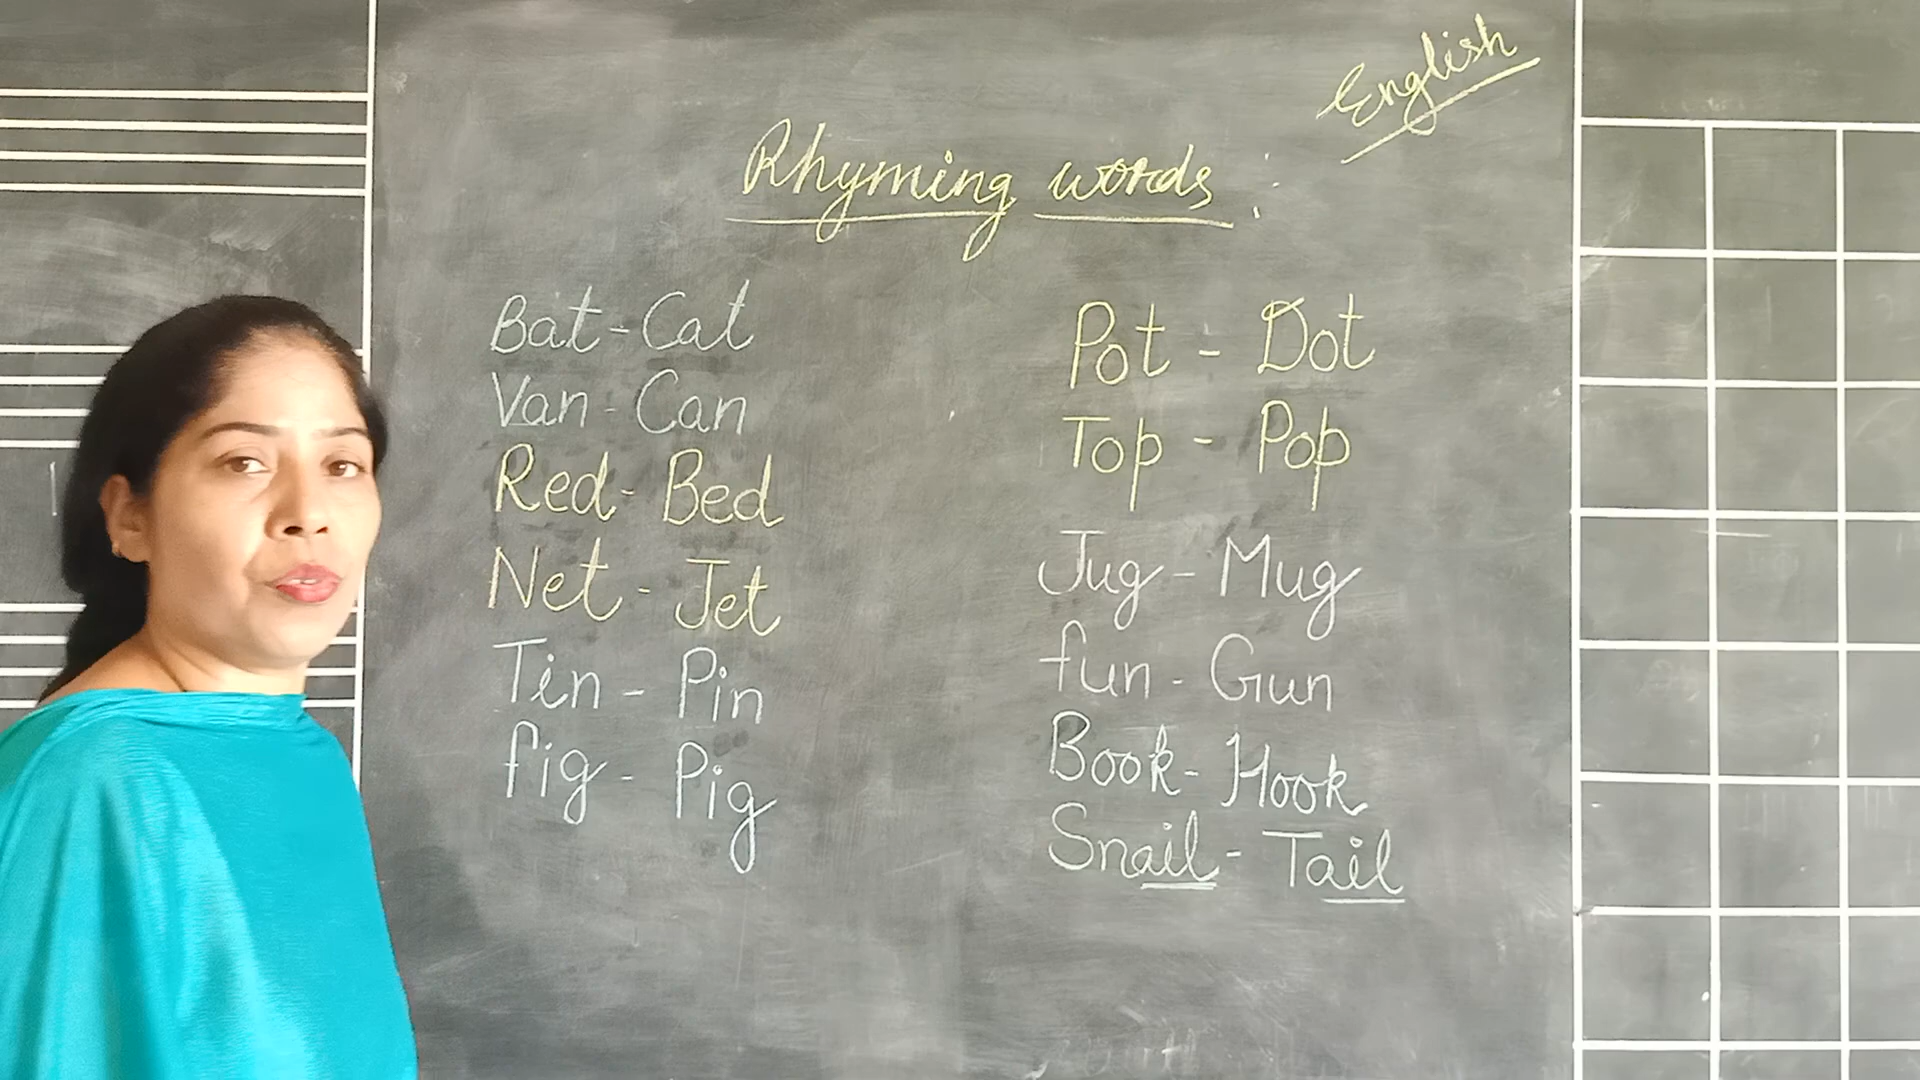 English
Rhyming words :
Bat - Cat
Van - Can
Red - Bed
Net - Jet
Tin - Pin
fig - Pig
Pot - Dot
Top - Pop
Jug - Mug
fun - Gun
Book - Hook
Snail - Tail